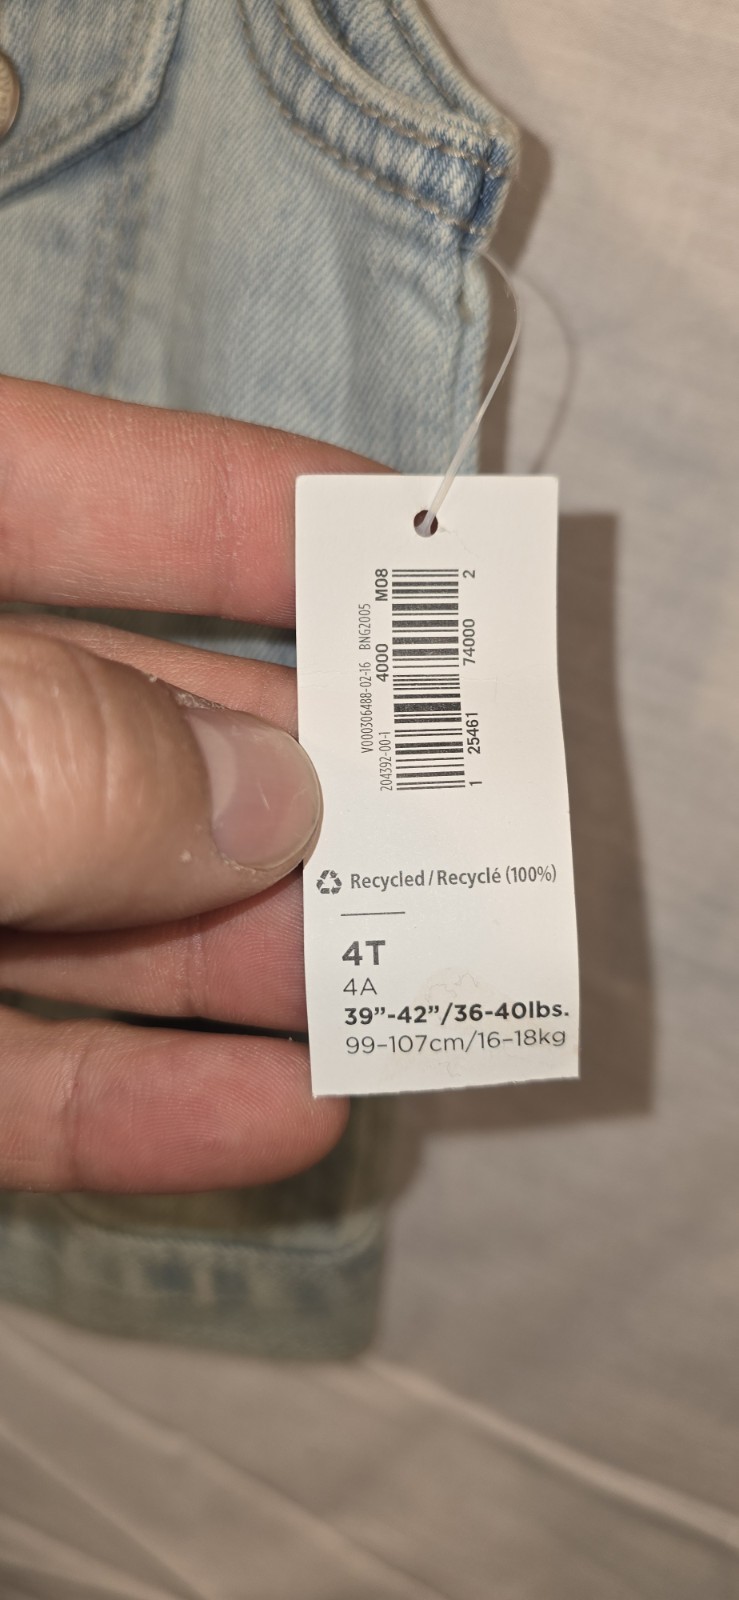 V000306488-02-16 BNG2005
204392-00-1 4000 M08
1 25461 74000 2
Recycled / Recyclé (100%)
4T
4A
39”-42”/36-40lbs.
99-107cm/16-18kg